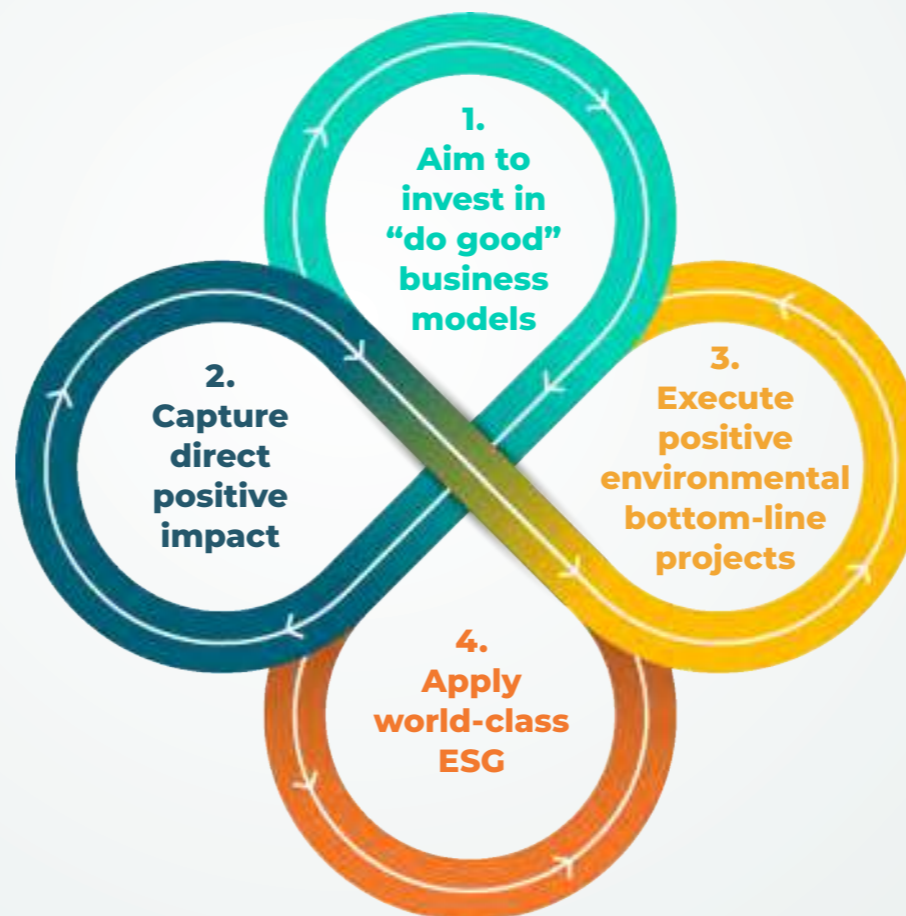 1.
Aim to
invest in
“do good”
business
models
2.
Capture
direct
positive
impact
3.
Execute
positive
environmental
bottom-line
projects
4.
Apply
world-class
ESG